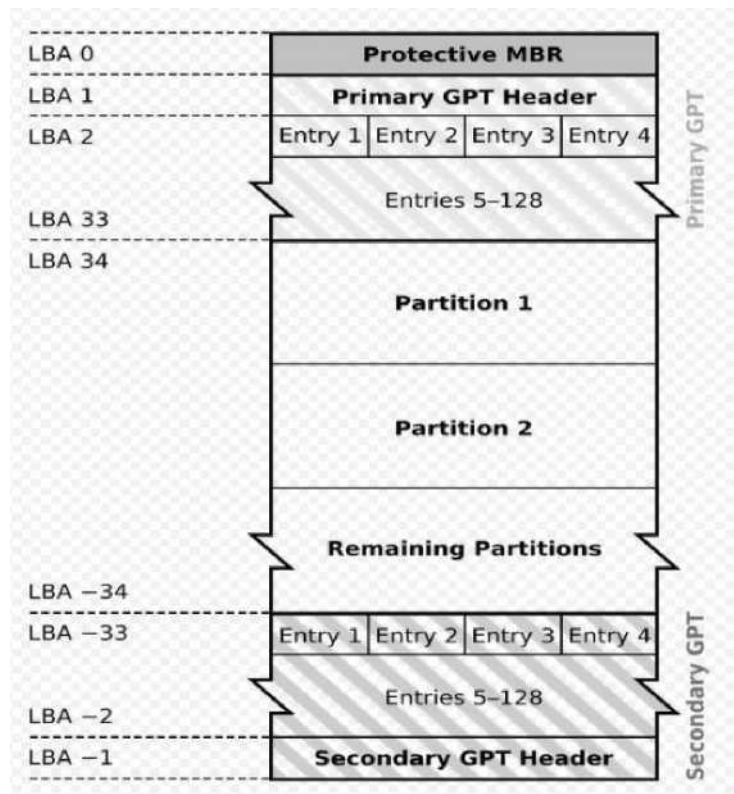 LBA 0
Protective MBR
LBA 1
Primary GPT Header
LBA 2
Entry 1 Entry 2 Entry 3 Entry 4
Entries 5–128
LBA 33
Primary GPT
LBA 34
Partition 1
Partition 2
Remaining Partitions
LBA −34
LBA −33
Entry 1 Entry 2 Entry 3 Entry 4
Entries 5–128
LBA −2
LBA −1
Secondary GPT Header
Secondary GPT